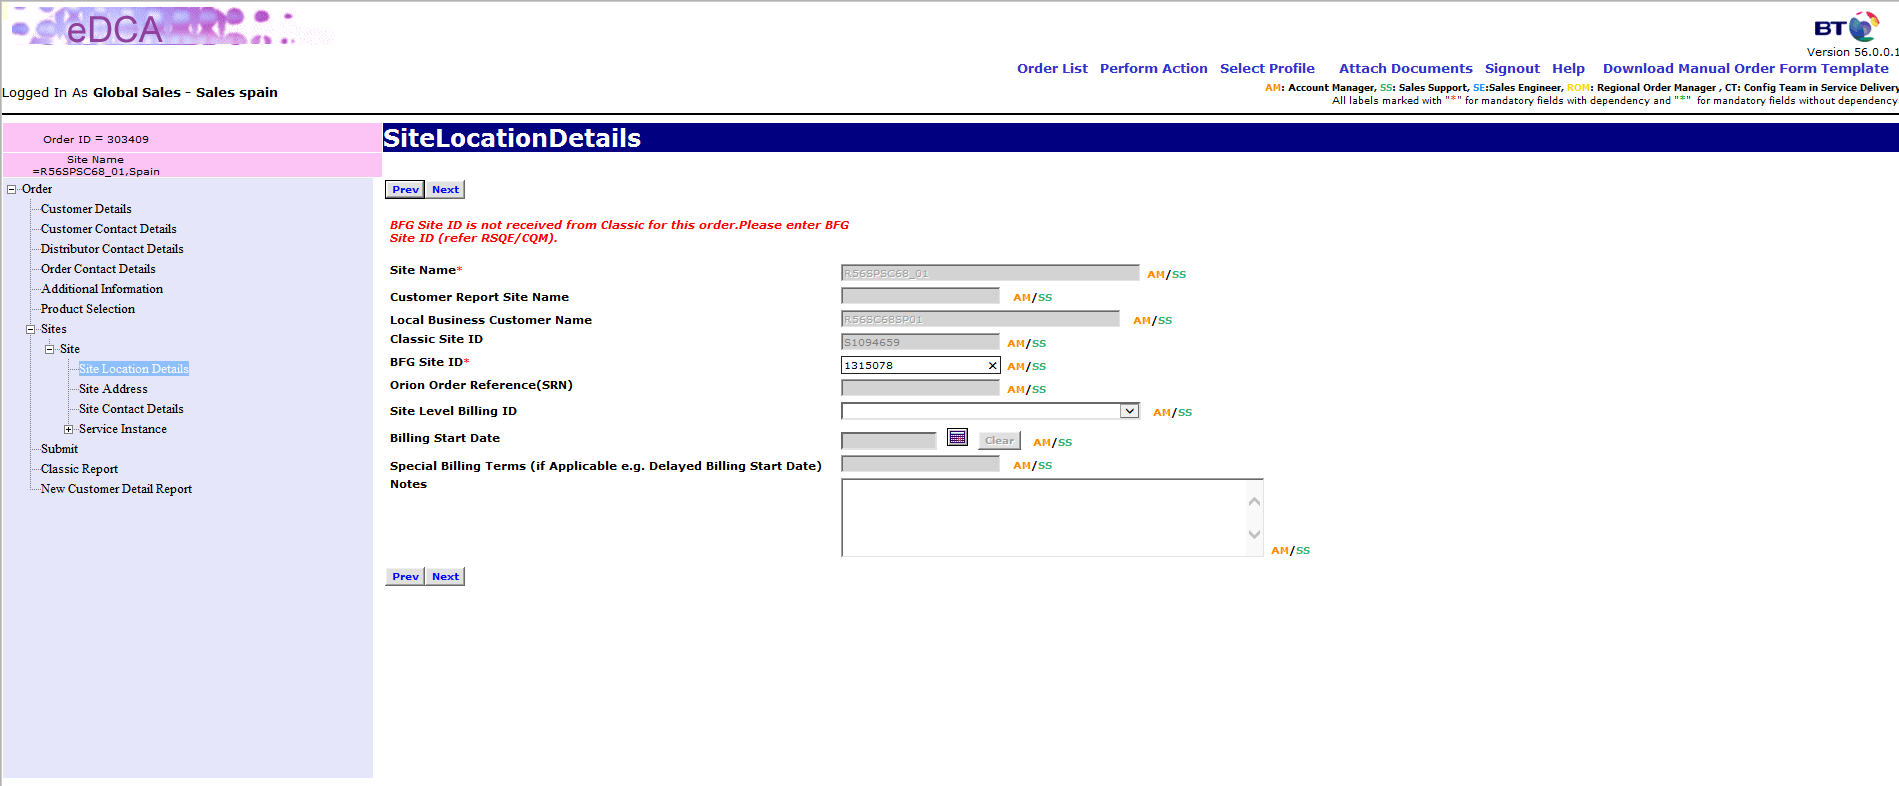 eDCA
BT
Version 56.0.0.1
Order List Perform Action Select Profile Attach Documents Signout Help Download Manual Order Form Template
Logged In As Global Sales - Sales spain
AM: Account Manager, SS: Sales Support, SE:Sales Engineer, ROM: Regional Order Manager , CT: Config Team in Service Delivery
All labels marked with "*" for mandatory fields with dependency and "*" for mandatory fields without dependency
Order ID = 303409
Site Name
=R56SPSC68_01,Spain
Order
Customer Details
Customer Contact Details
Distributor Contact Details
Order Contact Details
Additional Information
Product Selection
Sites
Site
Site Location Details
Site Address
Site Contact Details
Service Instance
Submit
Classic Report
New Customer Detail Report
SiteLocationDetails
Prev Next
BFG Site ID is not received from Classic for this order.Please enter BFG
Site ID (refer RSQE/CQM).
Site Name* R56SPSC68_01 AM/SS
Customer Report Site Name AM/SS
Local Business Customer Name R56SC68SP01 AM/SS
Classic Site ID S1094659 AM/SS
BFG Site ID* 1315078 AM/SS
Orion Order Reference(SRN) AM/SS
Site Level Billing ID AM/SS
Billing Start Date Clear AM/SS
Special Billing Terms (if Applicable e.g. Delayed Billing Start Date) AM/SS
Notes AM/SS
Prev Next